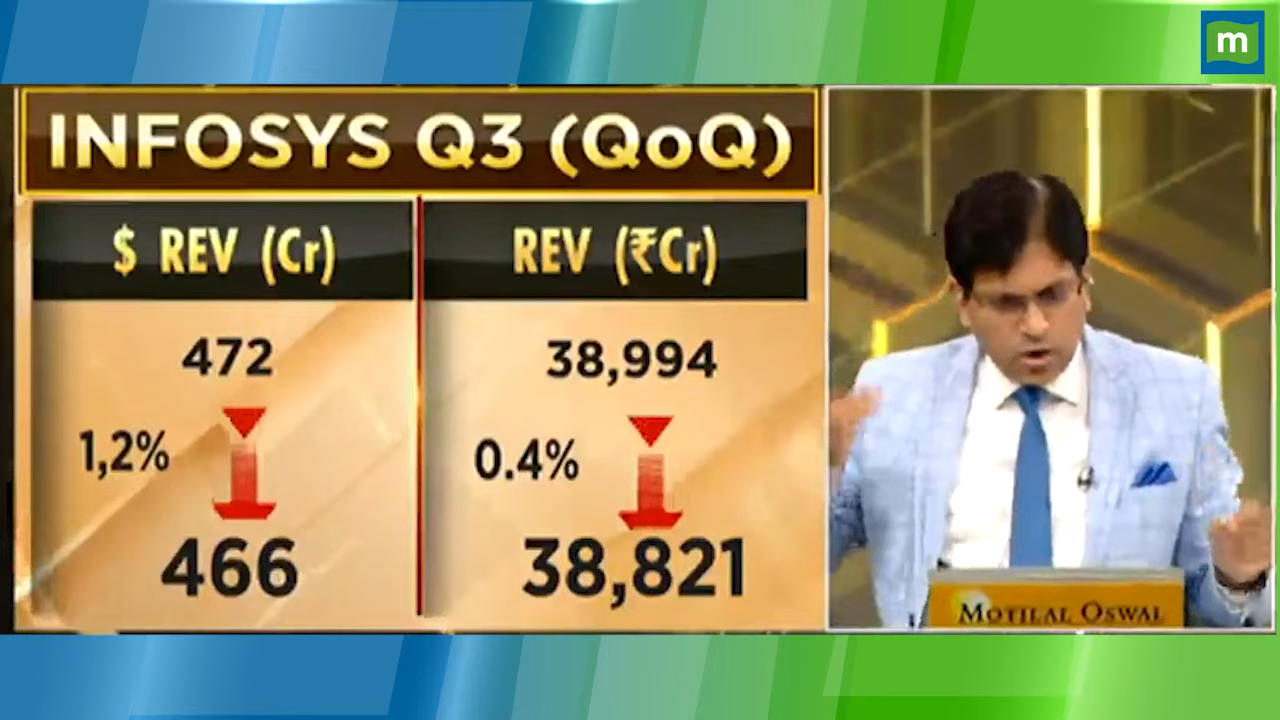 m
INFOSYS Q3 (QoQ)
$ REV (Cr)
REV (₹Cr)
472
38,994
1,2%
0.4%
466
38,821
MOTILAL OSWAL